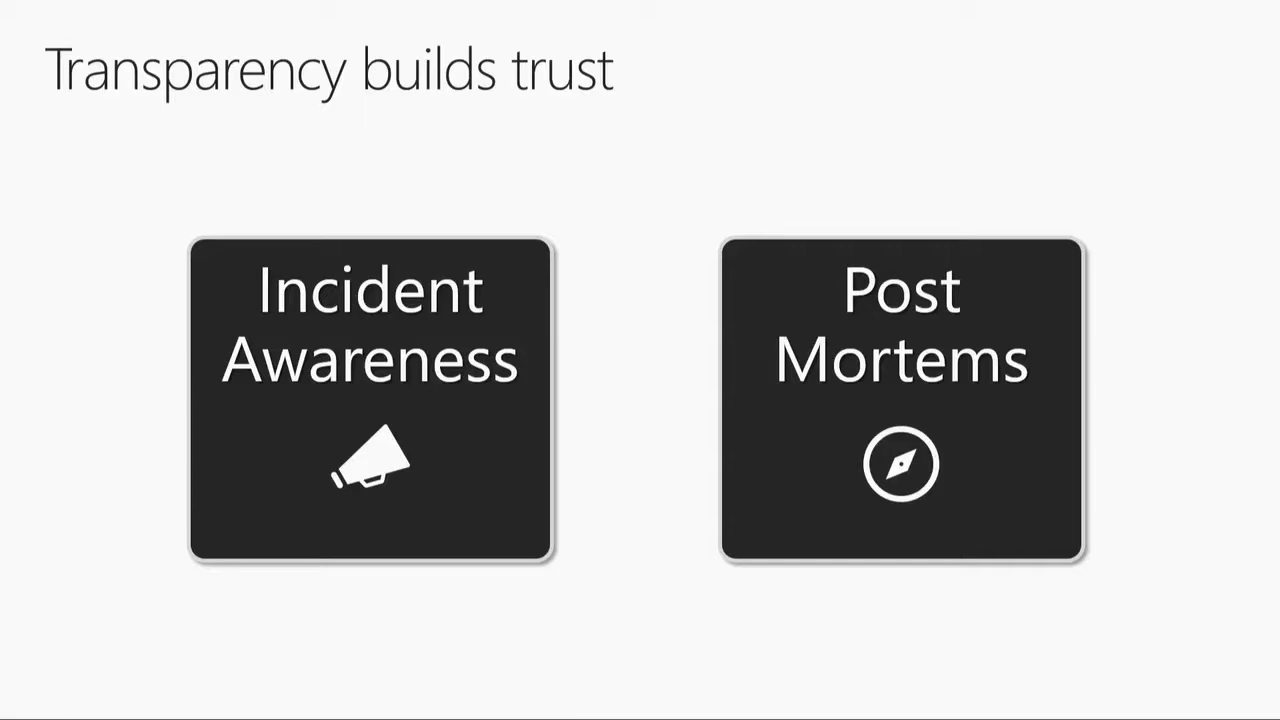 Transparency builds trust
Incident
Awareness
Post
Mortems